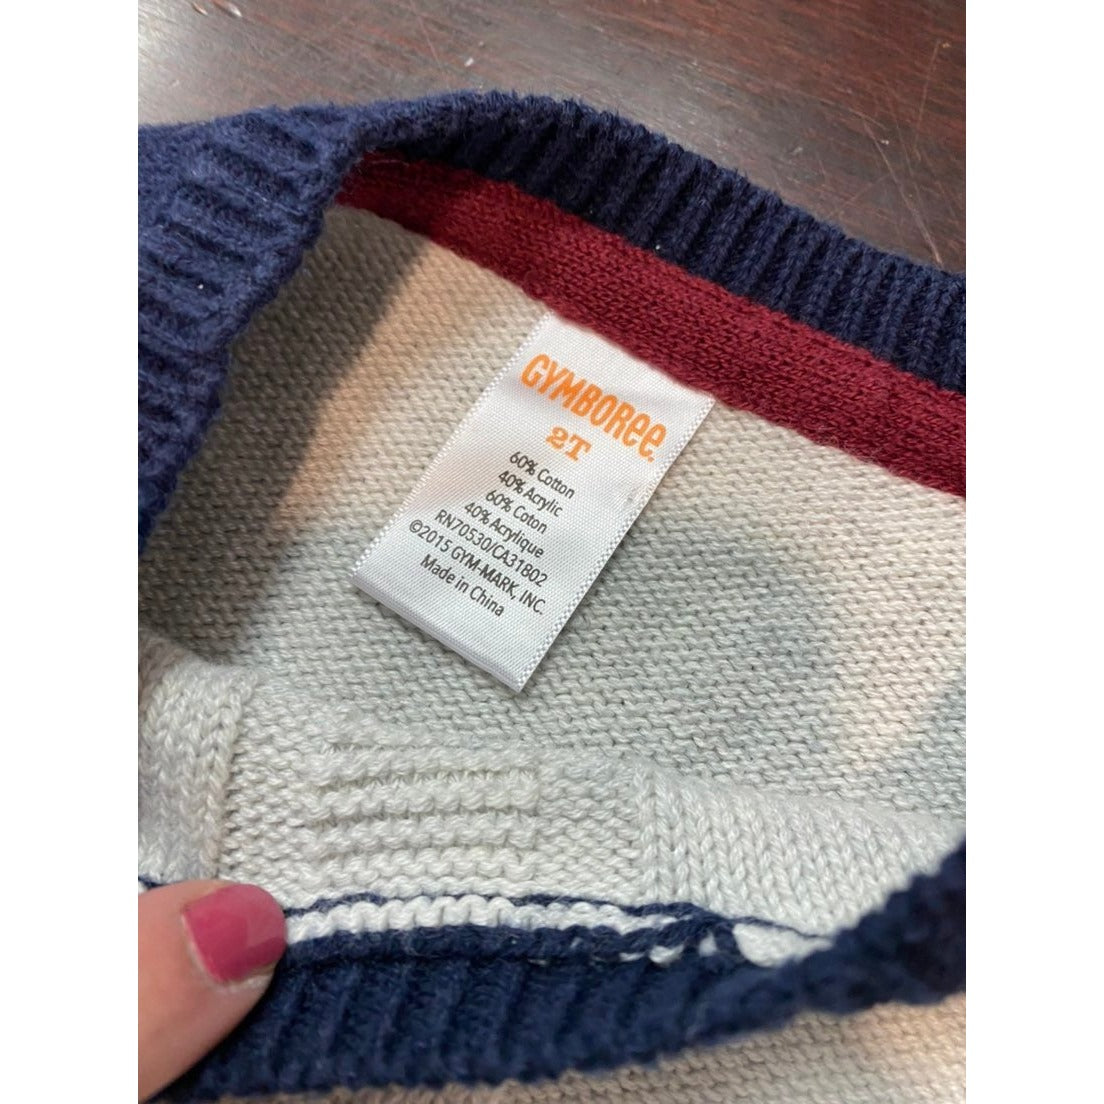 GYMBOREE.
2T
60% Cotton
40% Acrylic
60% Coton
40% Acrylique
RN70530/CA31802
©2015 GYM-MARK, INC.
Made in China